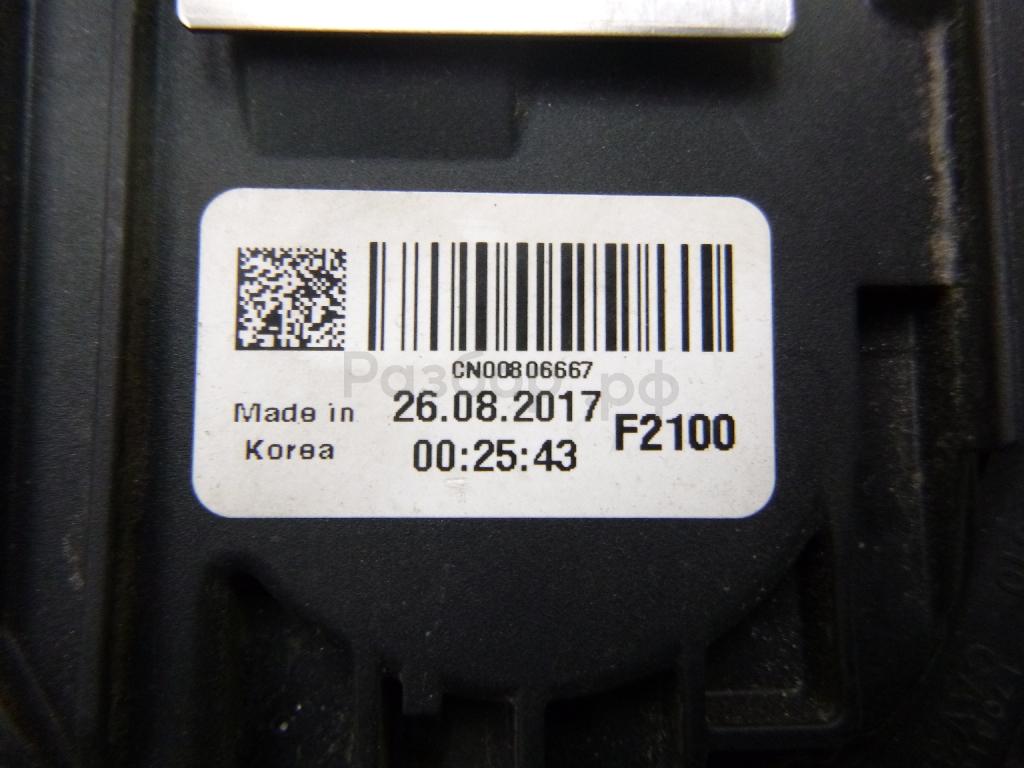 CN00806667
Разбор.рф
Made in
Korea
26.08.2017
00:25:43
F2100